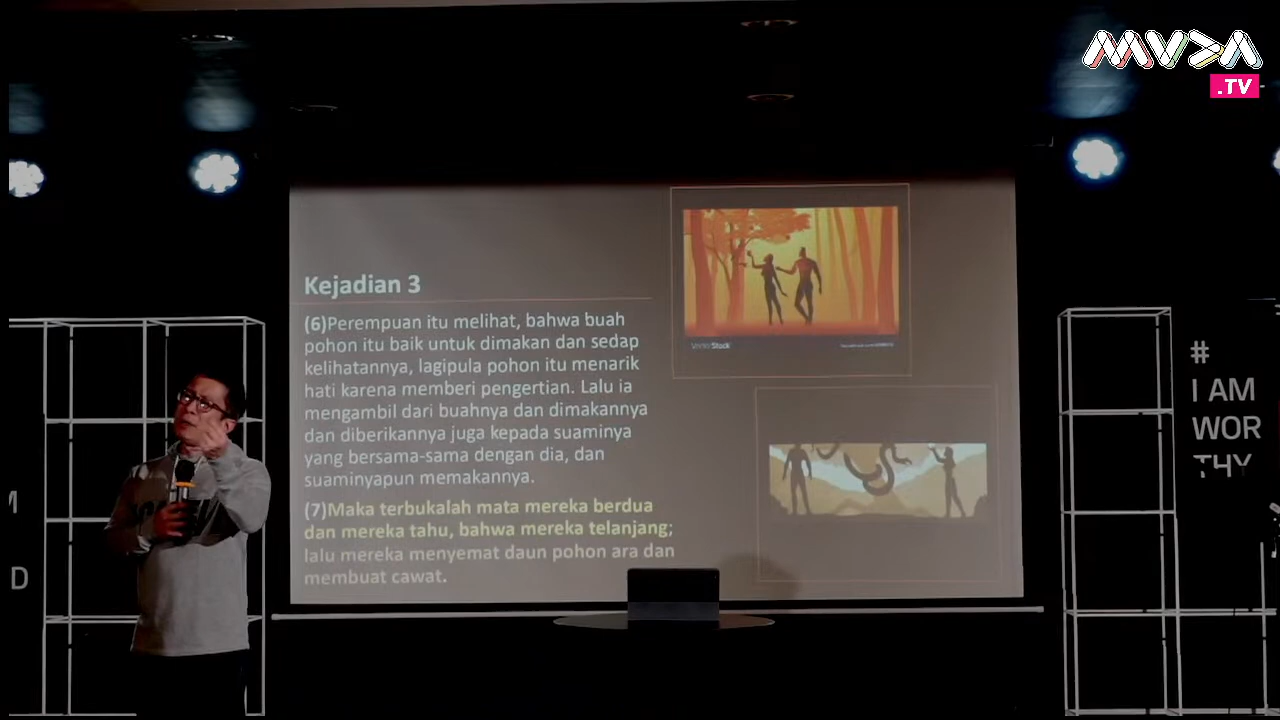 MVDA
.TV
Kejadian 3
(6)Perempuan itu melihat, bahwa buah
pohon itu baik untuk dimakan dan sedap
kelihatannya, lagipula pohon itu menarik
hati karena memberi pengertian. Lalu ia
mengambil dari buahnya dan dimakannya
dan diberikannya juga kepada suaminya
yang bersama-sama dengan dia, dan
suaminyapun memakannya.
(7)Maka terbukalah mata mereka berdua
dan mereka tahu, bahwa mereka telanjang;
lalu mereka menyemat daun pohon ara dan
membuat cawat.
#
I AM
WOR
THY
D